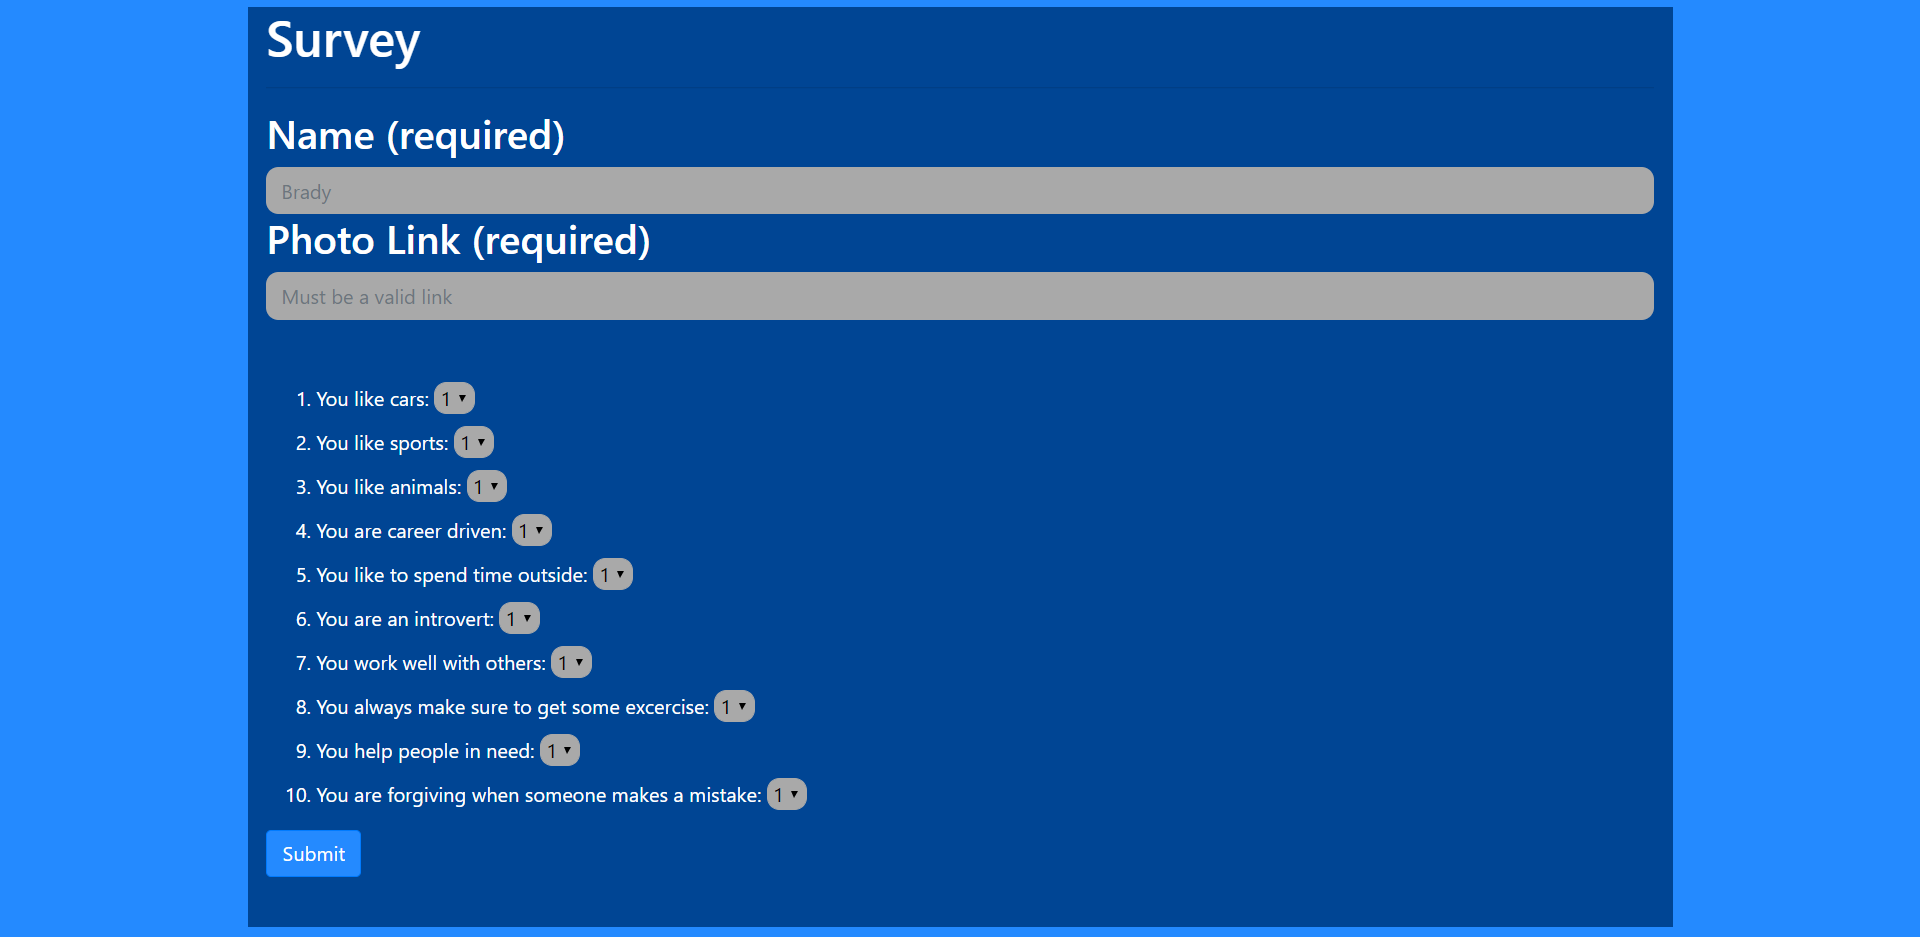 Survey
Name (required)
Brady
Photo Link (required)
Must be a valid link
1. You like cars: 1
2. You like sports: 1
3. You like animals: 1
4. You are career driven: 1
5. You like to spend time outside: 1
6. You are an introvert: 1
7. You work well with others: 1
8. You always make sure to get some excercise: 1
9. You help people in need: 1
10. You are forgiving when someone makes a mistake: 1
Submit